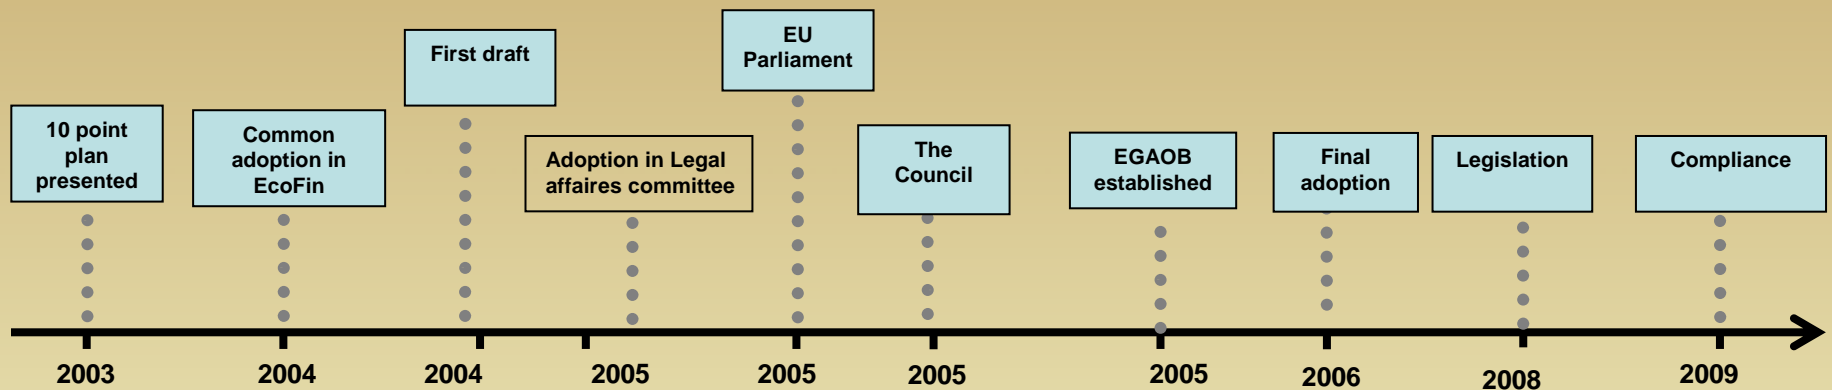 10 point
plan
presented
Common
adoption in
EcoFin
First draft
Adoption in Legal
affaires committee
EU
Parliament
The
Council
EGAOB
established
Final
adoption
Legislation
Compliance
2003
2004
2004
2005
2005
2005
2005
2006
2008
2009